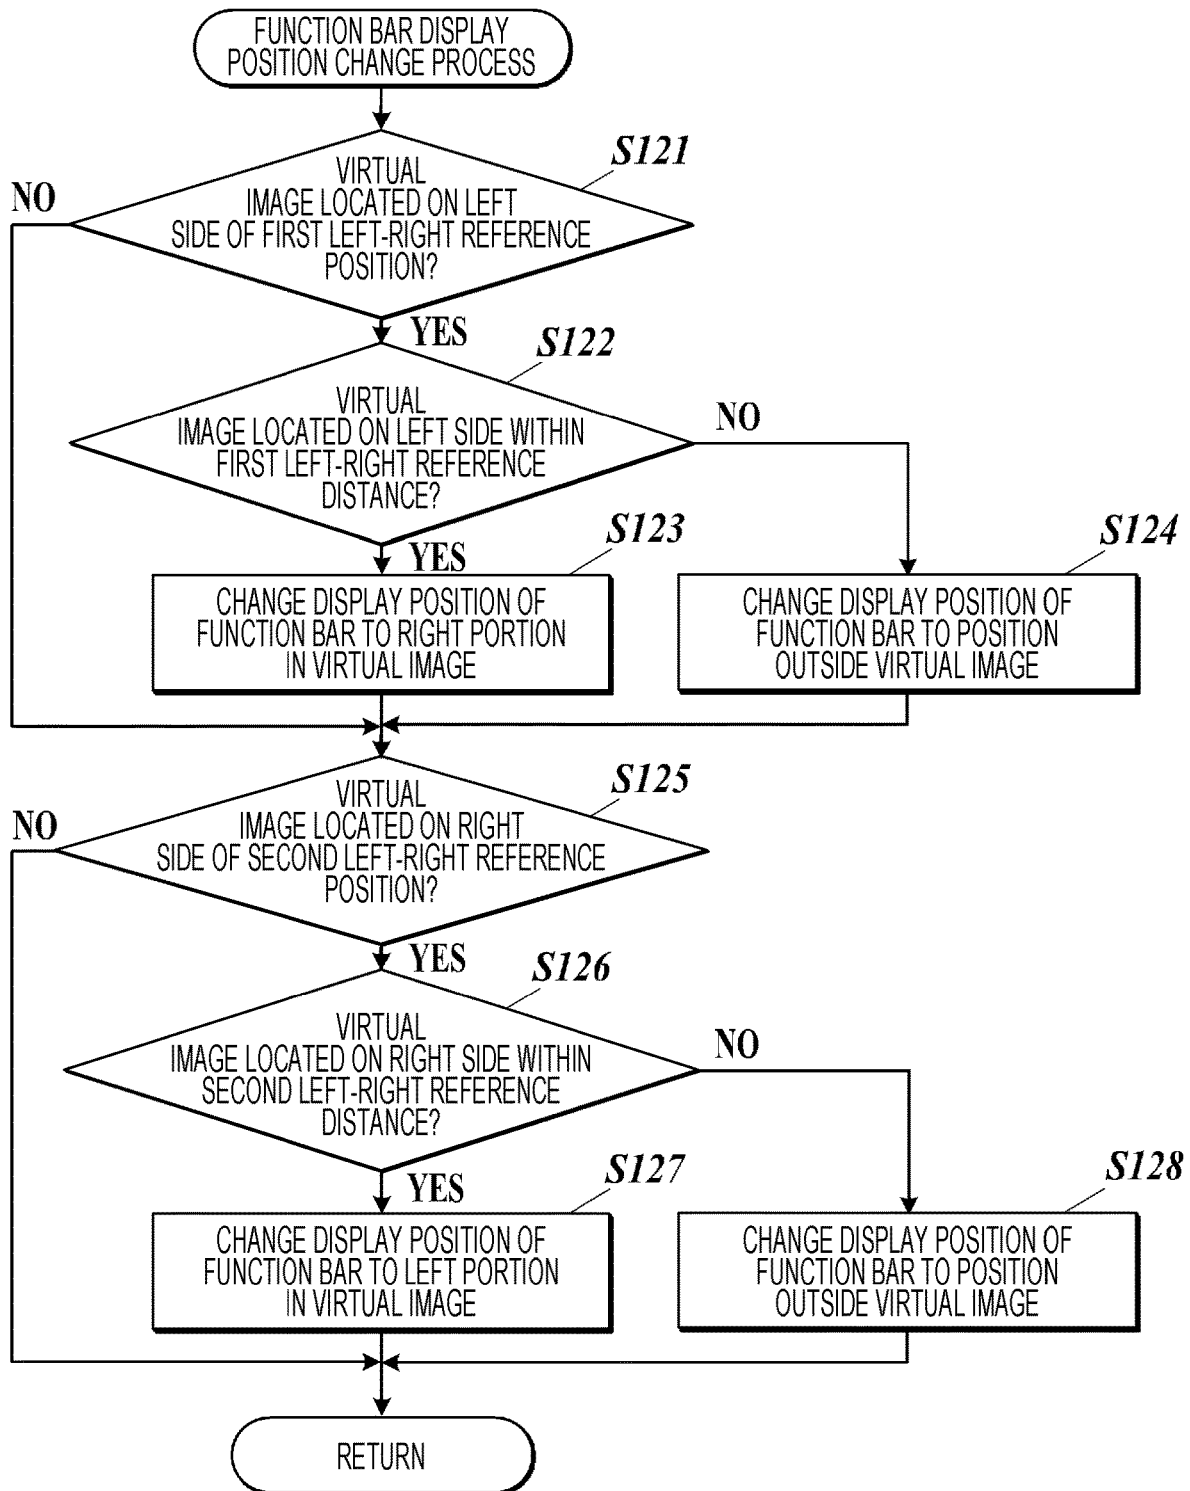 FUNCTION BAR DISPLAY
POSITION CHANGE PROCESS
S121
VIRTUAL
IMAGE LOCATED ON LEFT
SIDE OF FIRST LEFT-RIGHT REFERENCE
POSITION?
NO
YES
S122
VIRTUAL
IMAGE LOCATED ON LEFT SIDE WITHIN
FIRST LEFT-RIGHT REFERENCE
DISTANCE?
NO
YES
S123
CHANGE DISPLAY POSITION OF
FUNCTION BAR TO RIGHT PORTION
IN VIRTUAL IMAGE
S124
CHANGE DISPLAY POSITION OF
FUNCTION BAR TO POSITION
OUTSIDE VIRTUAL IMAGE
S125
VIRTUAL
IMAGE LOCATED ON RIGHT
SIDE OF SECOND LEFT-RIGHT REFERENCE
POSITION?
NO
YES
S126
VIRTUAL
IMAGE LOCATED ON RIGHT SIDE WITHIN
SECOND LEFT-RIGHT REFERENCE
DISTANCE?
NO
YES
S127
CHANGE DISPLAY POSITION OF
FUNCTION BAR TO LEFT PORTION
IN VIRTUAL IMAGE
S128
CHANGE DISPLAY POSITION OF
FUNCTION BAR TO POSITION
OUTSIDE VIRTUAL IMAGE
RETURN